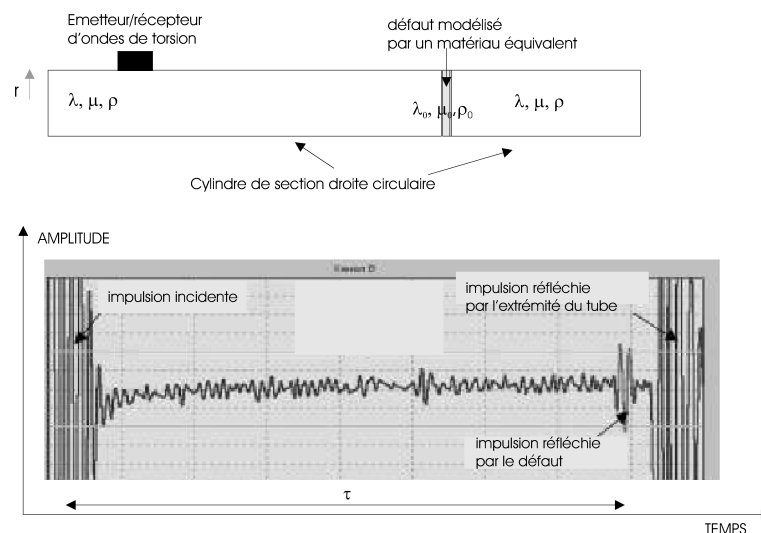 Emetteur/récepteur
d'ondes de torsion
défaut modélisé
par un matériau équivalent
r
λ, μ, ρ
λ₀, μ₀, ρ₀
λ, μ, ρ
Cylindre de section droite circulaire
AMPLITUDE
impulsion incidente
impulsion réfléchie
par l'extrémité du tube
impulsion réfléchie
par le défaut
τ
TEMPS